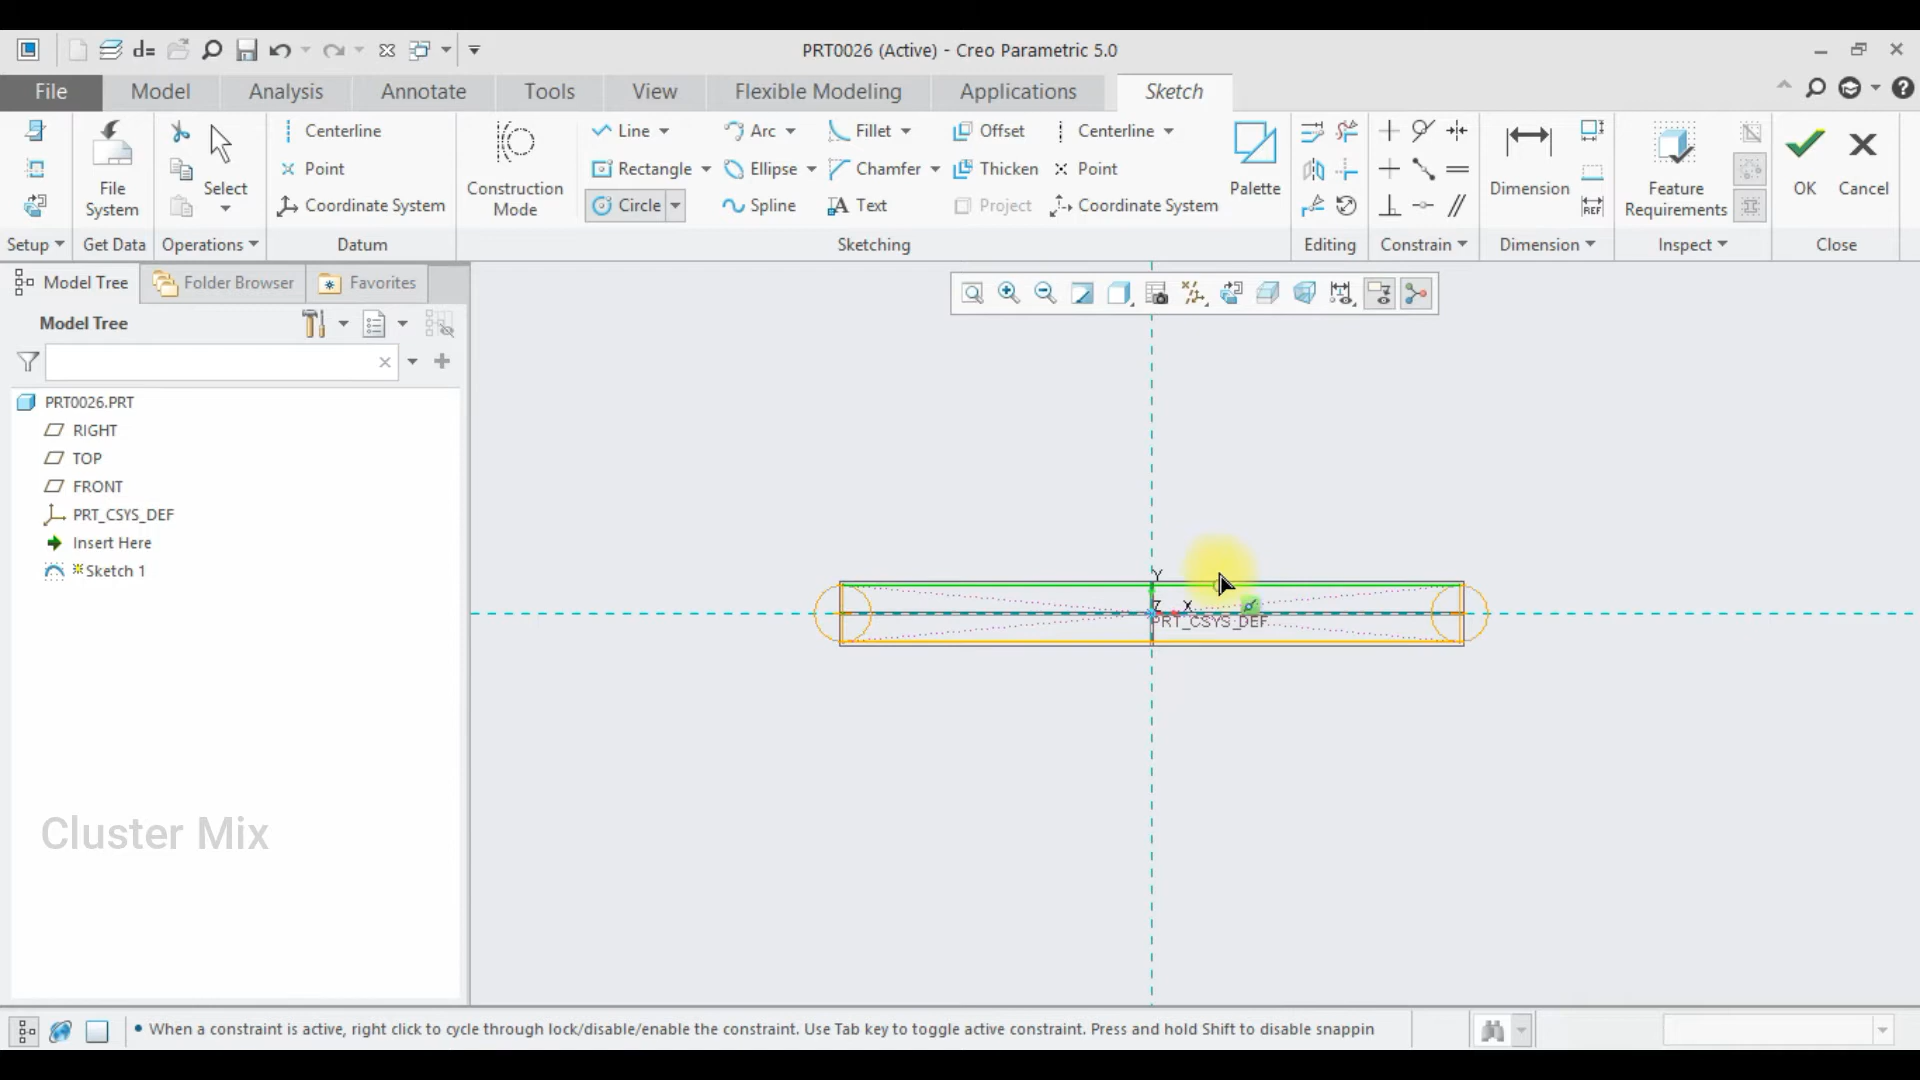 PRT0026 (Active) - Creo Parametric 5.0
d=
File
Model
Analysis
Annotate
Tools
View
Flexible Modeling
Applications
Sketch
Centerline
Point
Coordinate System
File
System
Select
Construction
Mode
Line
Arc
Fillet
Offset
Centerline
Rectangle
Ellipse
Chamfer
Thicken
Point
Circle
Spline
Text
Project
Coordinate System
Palette
Dimension
REF
Feature
Requirements
OK
Cancel
Setup
Get Data
Operations
Datum
Sketching
Editing
Constrain
Dimension
Inspect
Close
Model Tree
Folder Browser
Favorites
Model Tree
PRT0026.PRT
RIGHT
TOP
FRONT
PRT_CSYS_DEF
Insert Here
Sketch 1
Y
Z
X
PRT_CSYS_DEF
Cluster Mix
When a constraint is active, right click to cycle through lock/disable/enable the constraint. Use Tab key to toggle active constraint. Press and hold Shift to disable snappin